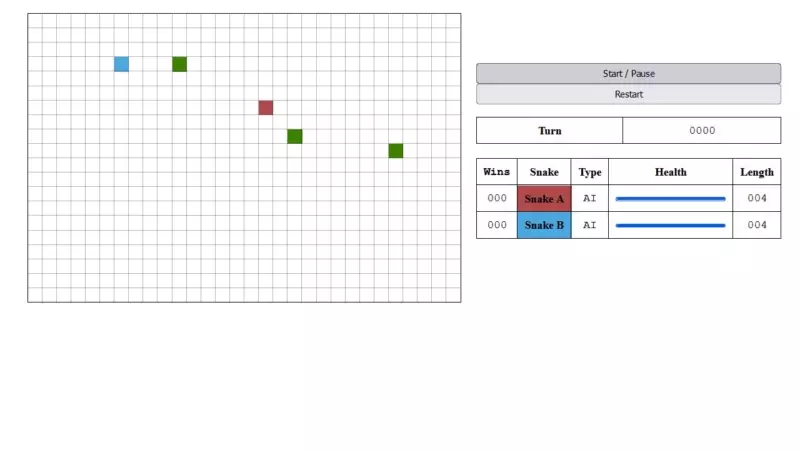 Start / Pause
Restart
Turn 0000
Wins Snake Type Health Length
000 Snake A AI 004
000 Snake B AI 004